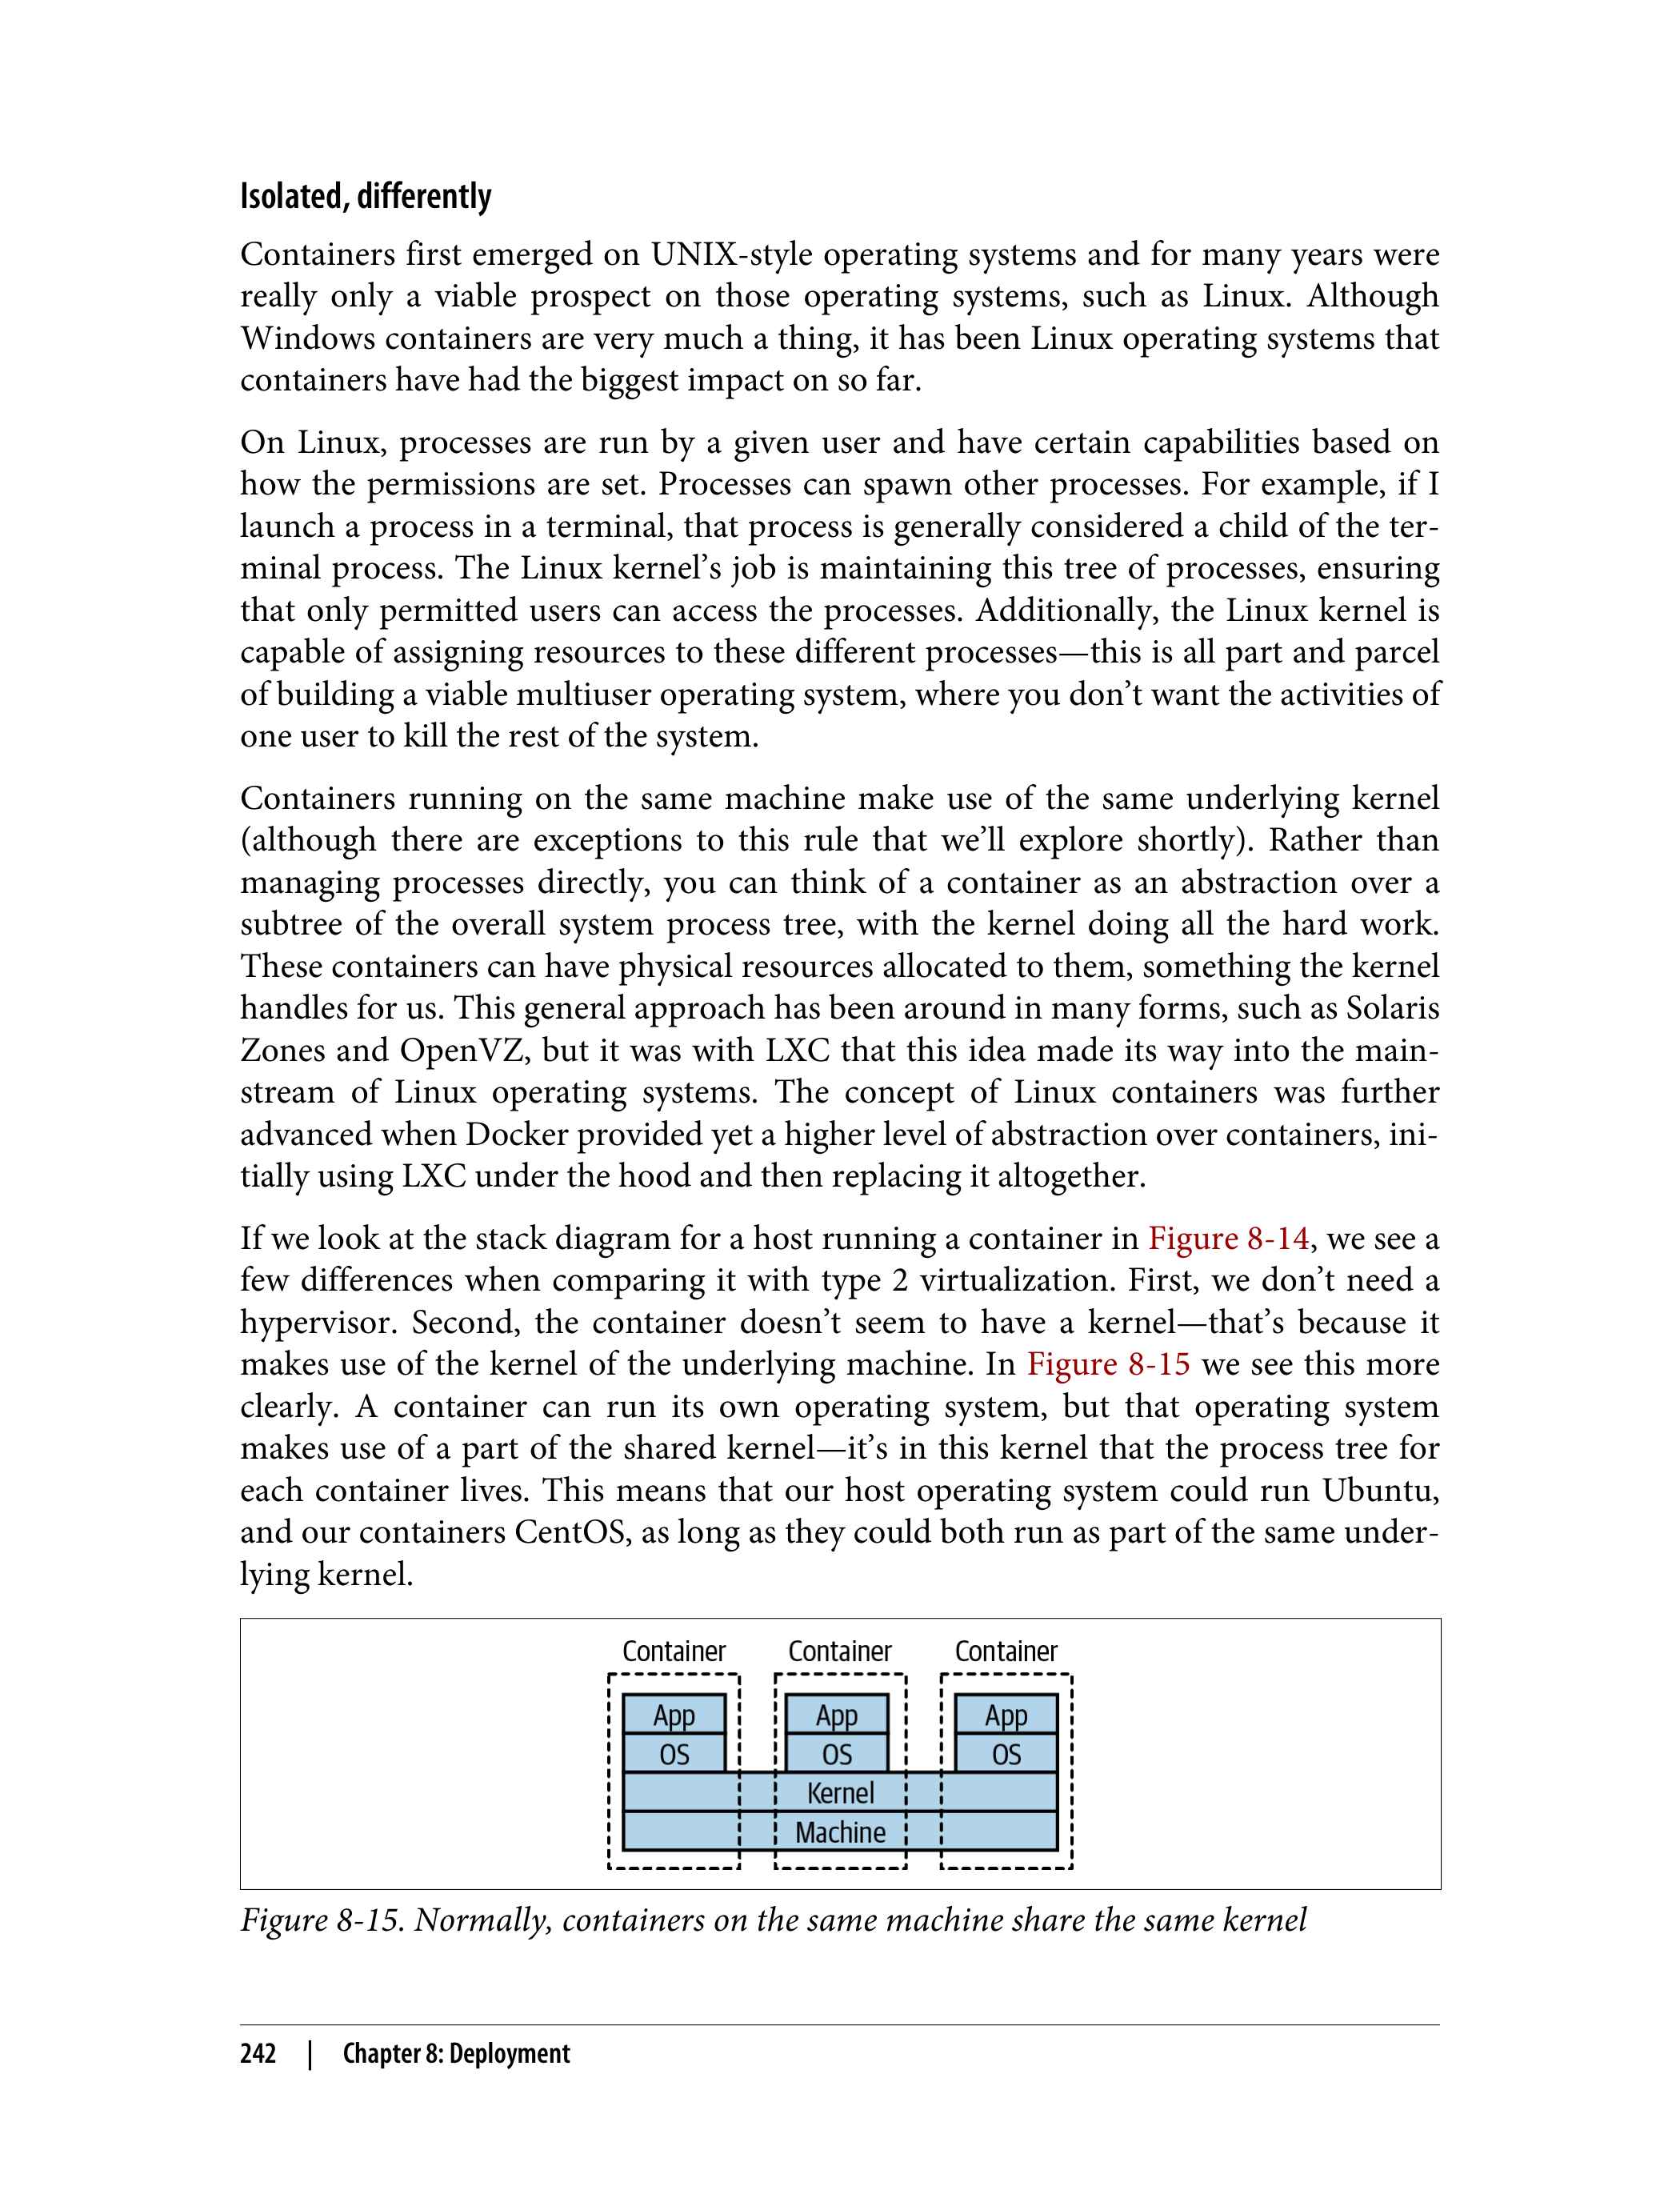 Isolated, differently
Containers first emerged on UNIX-style operating systems and for many years were
really only a viable prospect on those operating systems, such as Linux. Although
Windows containers are very much a thing, it has been Linux operating systems that
containers have had the biggest impact on so far.
On Linux, processes are run by a given user and have certain capabilities based on
how the permissions are set. Processes can spawn other processes. For example, if I
launch a process in a terminal, that process is generally considered a child of the ter-
minal process. The Linux kernel’s job is maintaining this tree of processes, ensuring
that only permitted users can access the processes. Additionally, the Linux kernel is
capable of assigning resources to these different processes—this is all part and parcel
of building a viable multiuser operating system, where you don’t want the activities of
one user to kill the rest of the system.
Containers running on the same machine make use of the same underlying kernel
(although there are exceptions to this rule that we’ll explore shortly). Rather than
managing processes directly, you can think of a container as an abstraction over a
subtree of the overall system process tree, with the kernel doing all the hard work.
These containers can have physical resources allocated to them, something the kernel
handles for us. This general approach has been around in many forms, such as Solaris
Zones and OpenVZ, but it was with LXC that this idea made its way into the main-
stream of Linux operating systems. The concept of Linux containers was further
advanced when Docker provided yet a higher level of abstraction over containers, ini-
tially using LXC under the hood and then replacing it altogether.
If we look at the stack diagram for a host running a container in Figure 8-14, we see a
few differences when comparing it with type 2 virtualization. First, we don’t need a
hypervisor. Second, the container doesn’t seem to have a kernel—that’s because it
makes use of the kernel of the underlying machine. In Figure 8-15 we see this more
clearly. A container can run its own operating system, but that operating system
makes use of a part of the shared kernel—it’s in this kernel that the process tree for
each container lives. This means that our host operating system could run Ubuntu,
and our containers CentOS, as long as they could both run as part of the same under-
lying kernel.
Container Container Container
App App App
OS OS OS
Kernel
Machine
Figure 8-15. Normally, containers on the same machine share the same kernel
242 | Chapter 8: Deployment